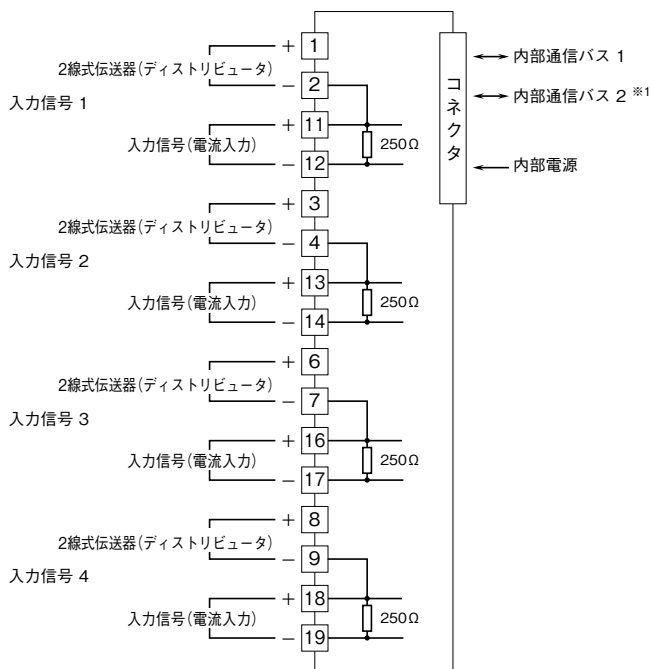 + 1
2線式伝送器(ディストリビュータ)
− 2
入力信号 1
+ 11
入力信号(電流入力)
250Ω
− 12
+ 3
2線式伝送器(ディストリビュータ)
− 4
入力信号 2
+ 13
入力信号(電流入力)
250Ω
− 14
+ 6
2線式伝送器(ディストリビュータ)
− 7
入力信号 3
+ 16
入力信号(電流入力)
250Ω
− 17
+ 8
2線式伝送器(ディストリビュータ)
− 9
入力信号 4
+ 18
入力信号(電流入力)
250Ω
− 19
コネクタ
内部通信バス 1
内部通信バス 2 ※1
内部電源